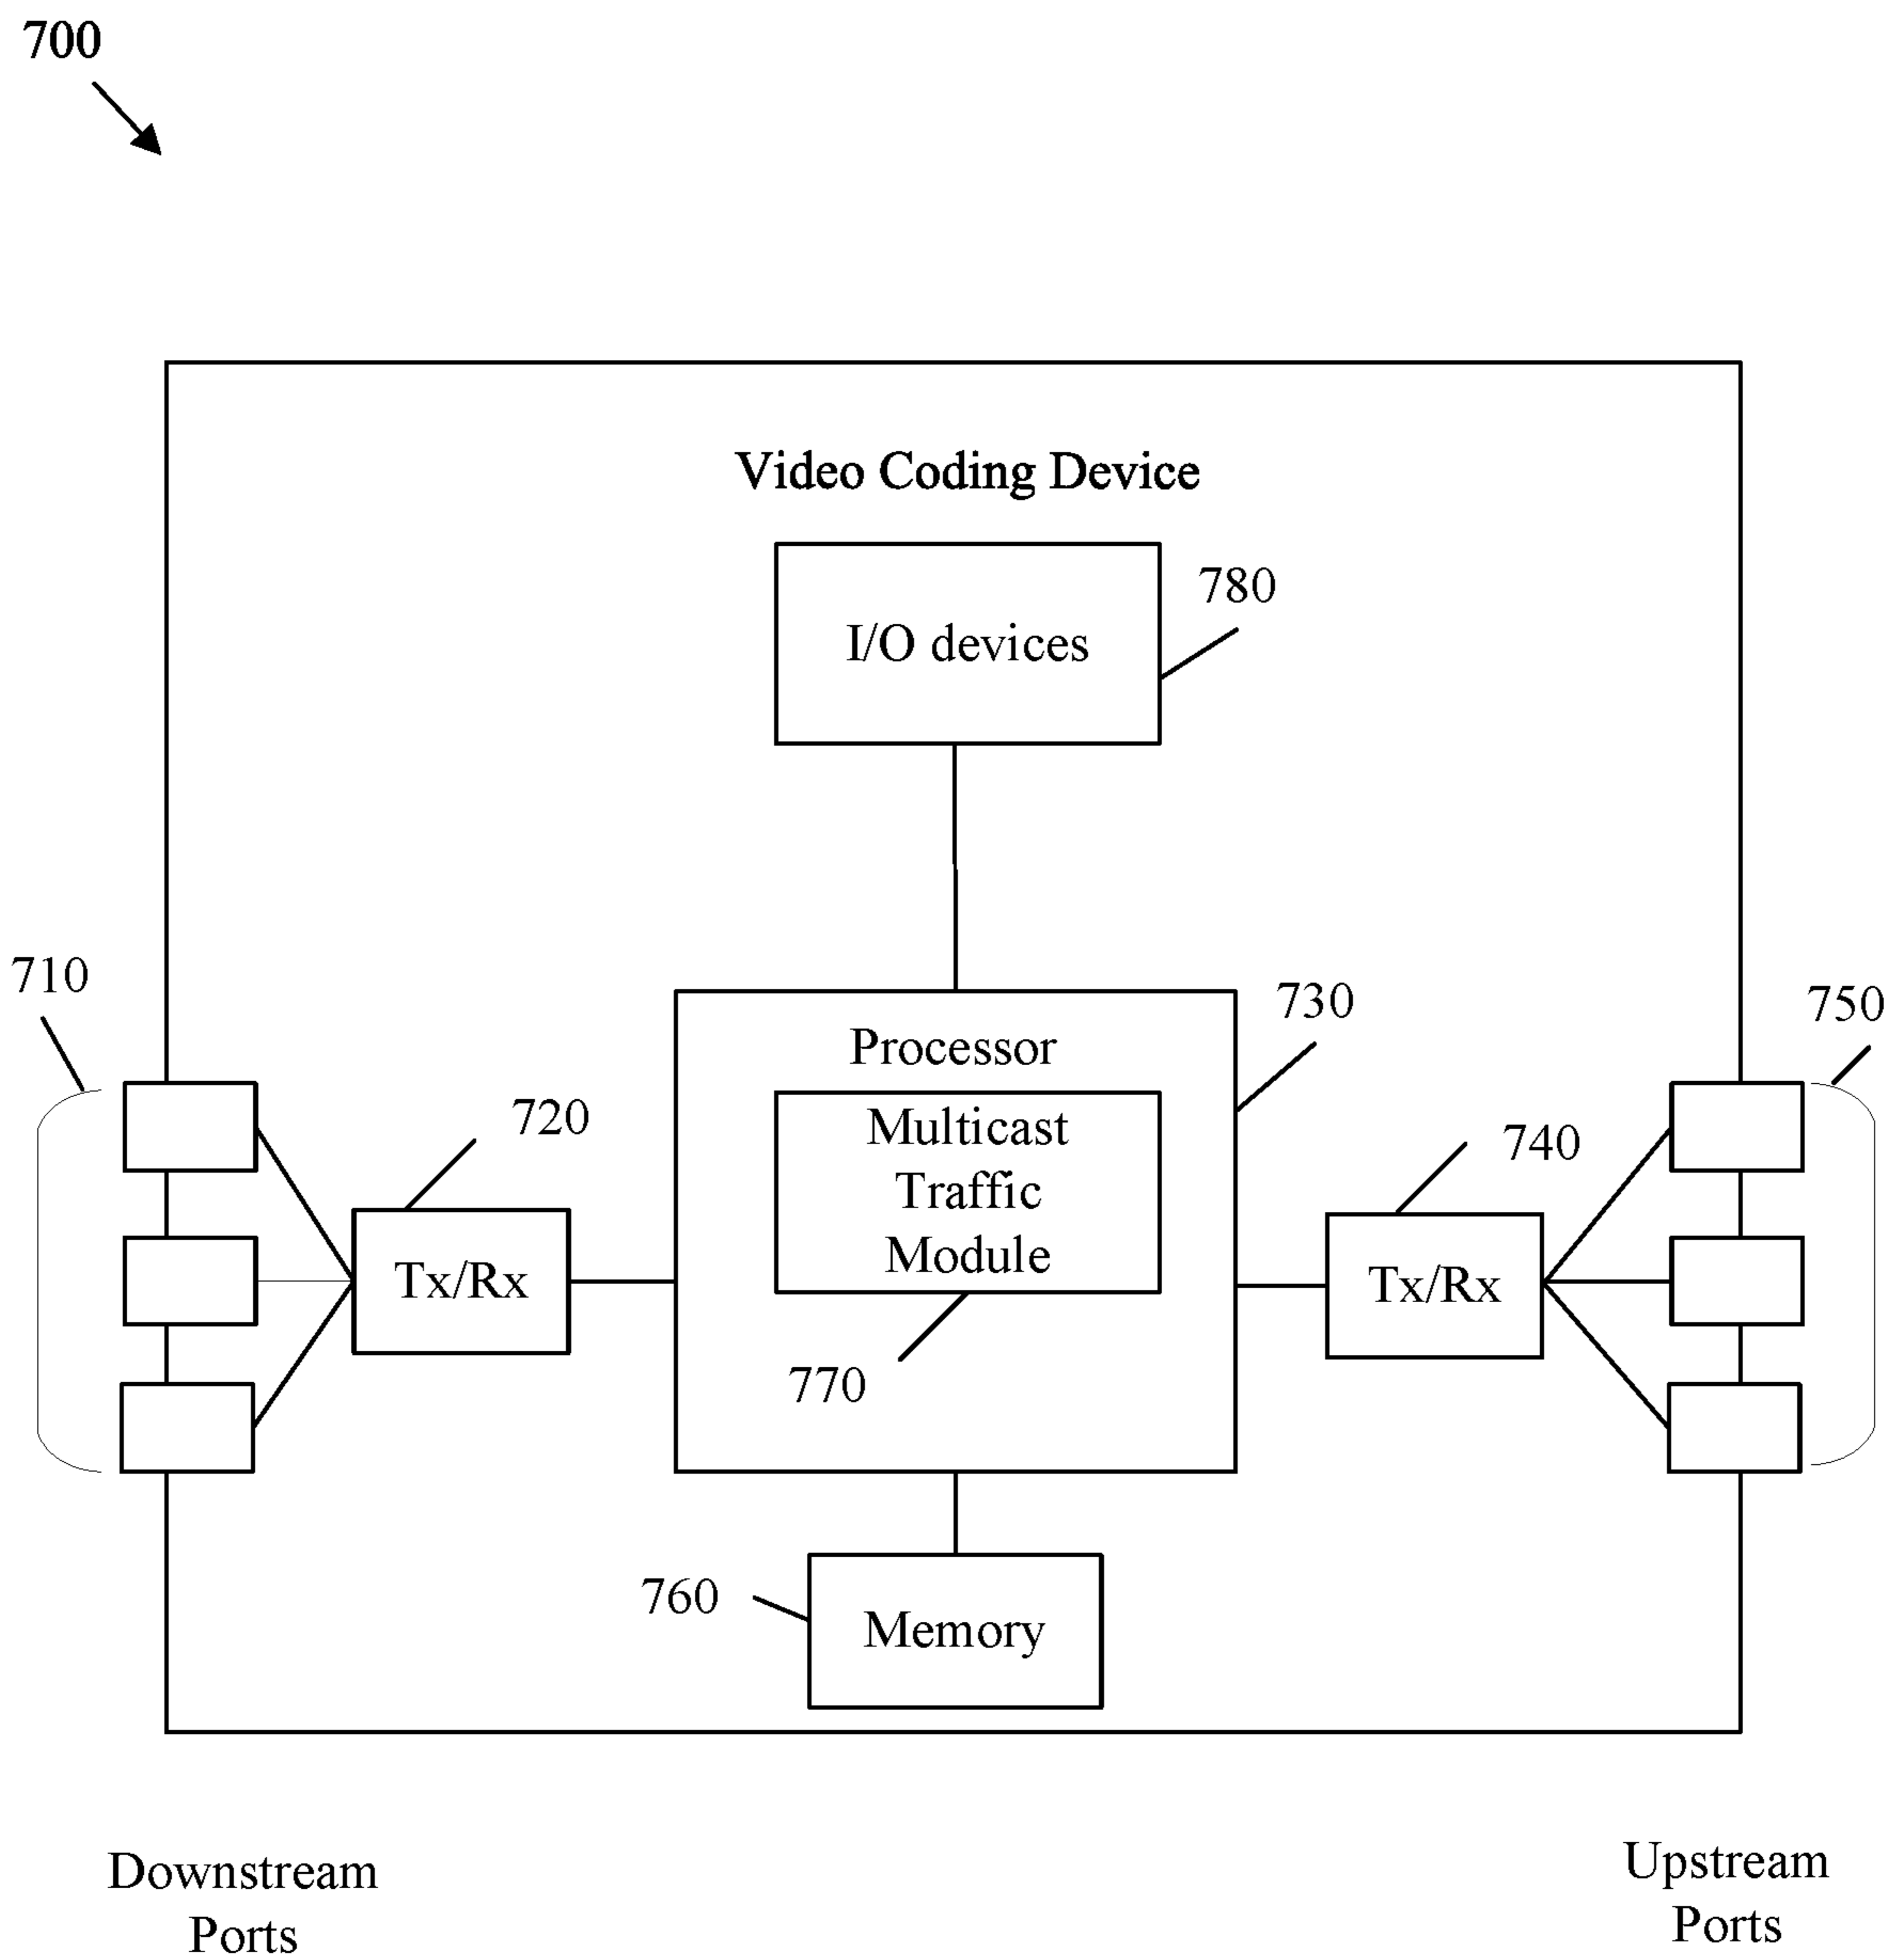 700
Video Coding Device
I/O devices
780
710
730
750
Processor
Multicast
Traffic
Module
720
740
Tx/Rx
Tx/Rx
770
760
Memory
Downstream
Ports
Upstream
Ports